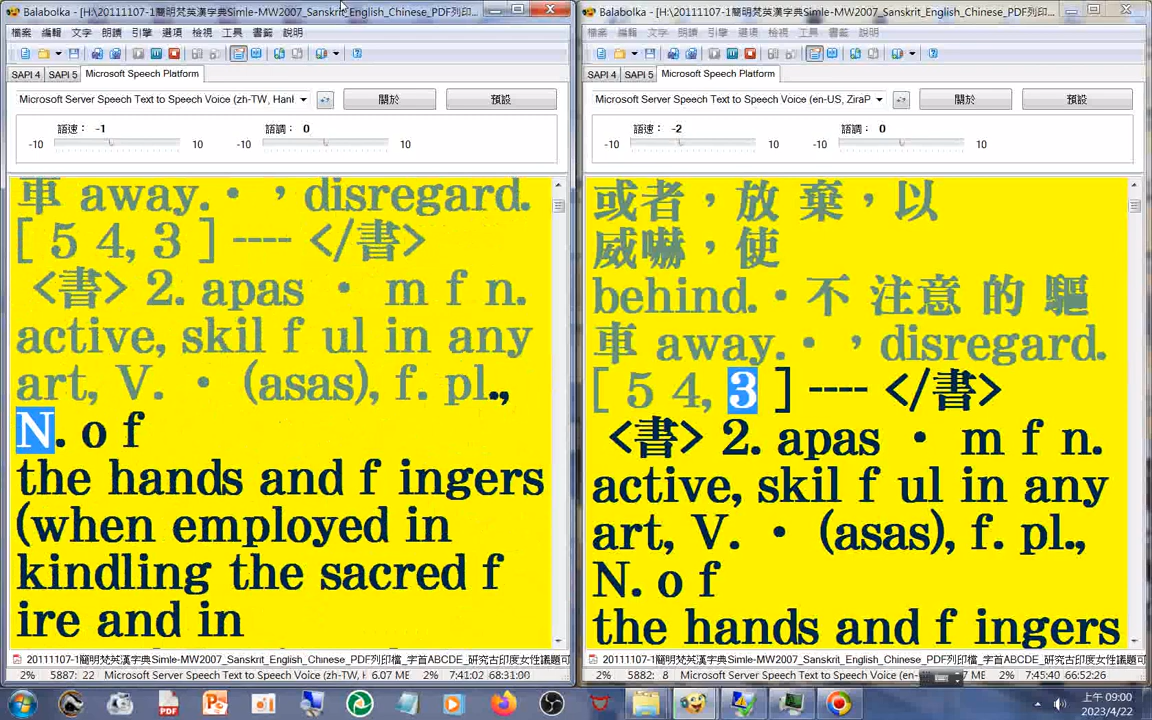 Balabolka - [H:\20111107-1簡明梵英漢字典Simle-MW2007_Sanskrit_English_Chinese_PDF列印...
檔案 編輯 文字 朗讀 引擎 選項 檢視 工具 書籤 說明
SAPI 4 SAPI 5 Microsoft Speech Platform
Microsoft Server Speech Text to Speech Voice (zh-TW, Hanl
關於 預設
語速： -1 語調： 0
-10 10 -10 10
車 away.‧，disregard.
[ 5 4, 3 ] ---- </書>
<書> 2. apas ‧ m f n.
active, skil f ul in any
art, V. ‧ (asas), f. pl.,
N. o f
the hands and f ingers
(when employed in
kindling the sacred f
ire and in
20111107-1簡明梵英漢字典Simle-MW2007_Sanskrit_English_Chinese_PDF列印檔_字首ABCDE_研究古印度女性議題可
2% 5887: 22 Microsoft Server Speech Text to Speech Voice (zh-TW, H 6.07 MB 2% 7:41:02 68:31:00
Balabolka - [H:\20111107-1簡明梵英漢字典Simle-MW2007_Sanskrit_English_Chinese_PDF列印...
檔案 編輯 文字 朗讀 引擎 選項 檢視 工具 書籤 說明
SAPI 4 SAPI 5 Microsoft Speech Platform
Microsoft Server Speech Text to Speech Voice (en-US, ZiraP
關於 預設
語速： -2 語調： 0
-10 10 -10 10
或者，放 棄，以
威嚇，使
behind.‧不 注意 的 驅
車 away.‧，disregard.
[ 5 4, 3 ] ---- </書>
<書> 2. apas ‧ m f n.
active, skil f ul in any
art, V. ‧ (asas), f. pl.,
N. o f
the hands and f ingers
20111107-1簡明梵英漢字典Simle-MW2007_Sanskrit_English_Chinese_PDF列印檔_字首ABCDE_研究古印度女性議題可
2% 5882: 8 Microsoft Server Speech Text to Speech Voice (en-us 2% 7:45:40 66:52:26
上午 09:00
2023/4/22